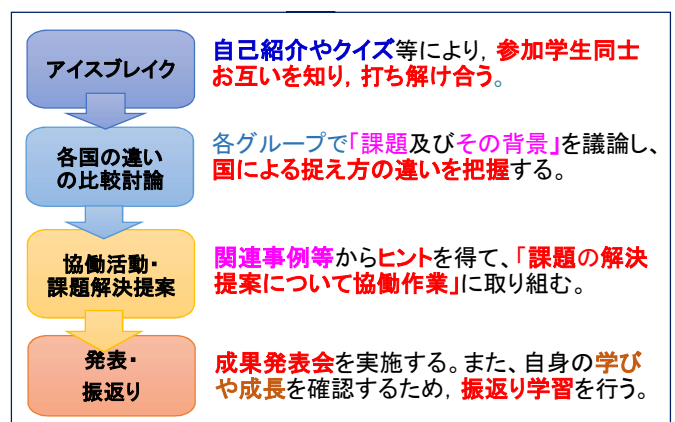 アイスブレイク
自己紹介やクイズ等により, 参加学生同士
お互いを知り, 打ち解け合う。
各国の違い
の比較討論
各グループで「課題及びその背景」を議論し、
国による捉え方の違いを把握する。
協働活動・
課題解決提案
関連事例等からヒントを得て、「課題の解決
提案について協働作業」に取り組む。
発表・
振返り
成果発表会を実施する。また、自身の学び
や成長を確認するため, 振返り学習を行う。